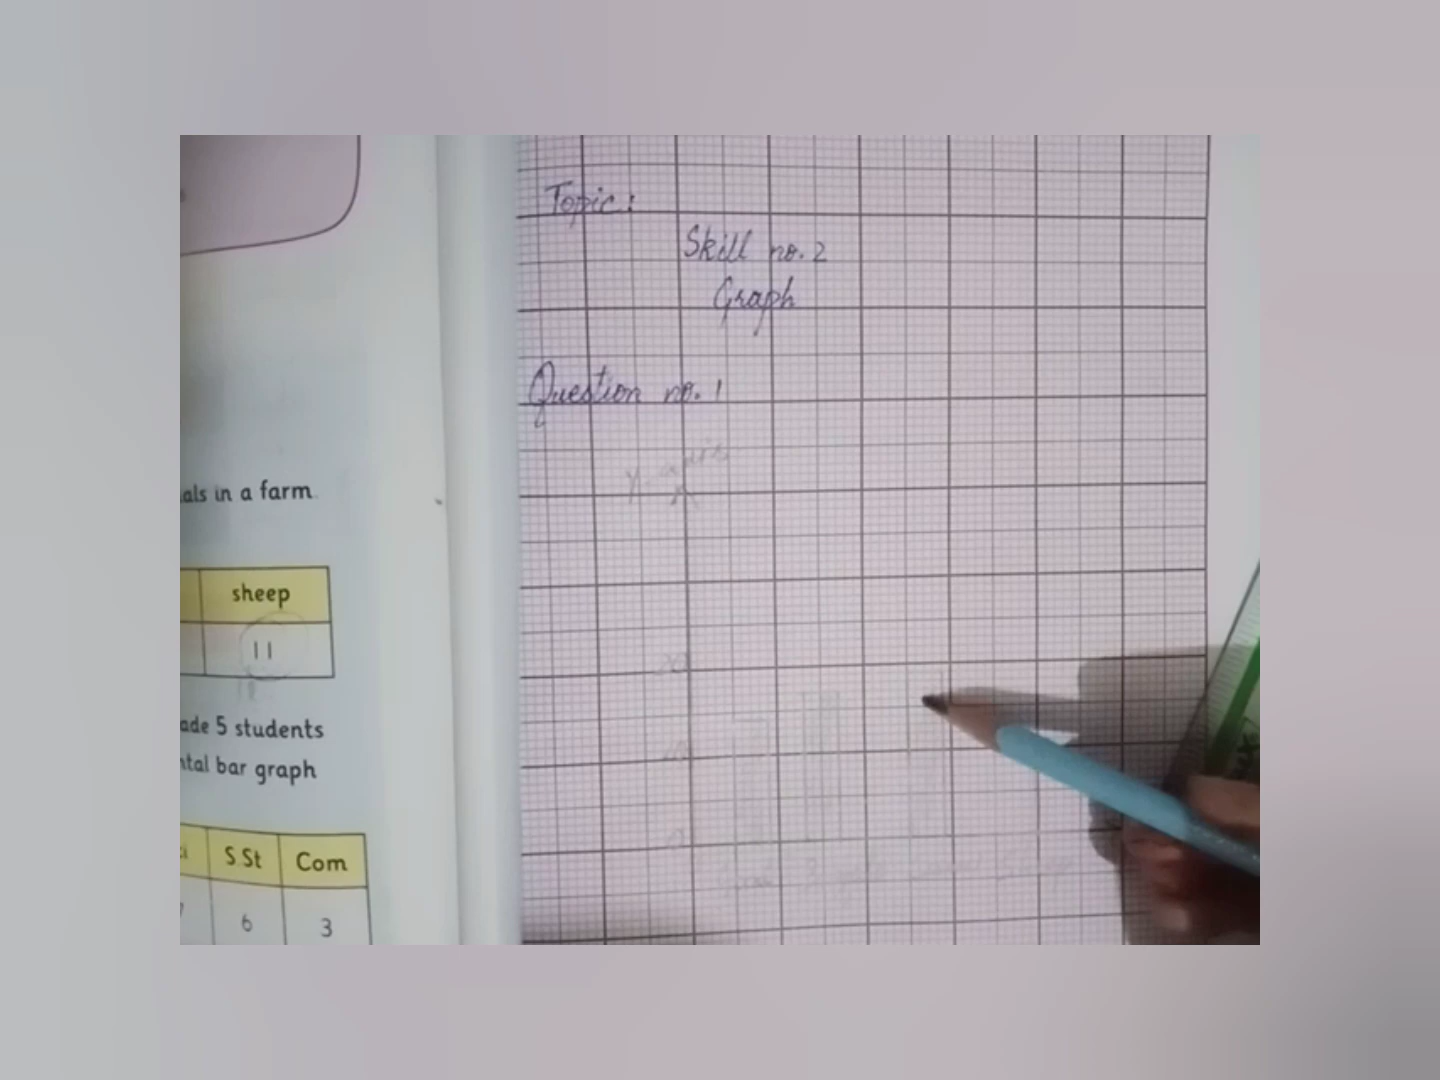 als in a farm.
sheep
11
ade 5 students
ntal bar graph
S St Com
6 3
Topic:
Skill no.2
Graph
Question no.1